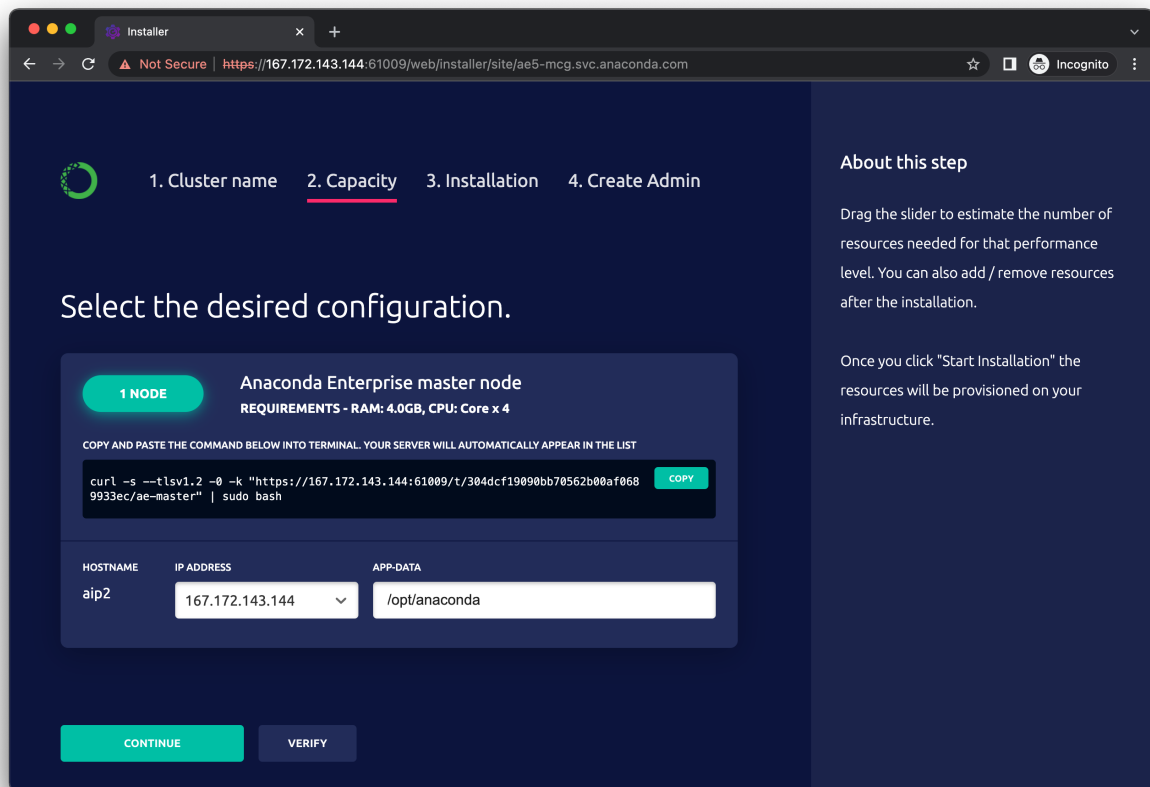 Installer
Not Secure | https://167.172.143.144:61009/web/installer/site/ae5-mcg.svc.anaconda.com
Incognito
1. Cluster name
2. Capacity
3. Installation
4. Create Admin
Select the desired configuration.
1 NODE
Anaconda Enterprise master node
REQUIREMENTS - RAM: 4.0GB, CPU: Core x 4
COPY AND PASTE THE COMMAND BELOW INTO TERMINAL. YOUR SERVER WILL AUTOMATICALLY APPEAR IN THE LIST
curl -s --tlsv1.2 -0 -k "https://167.172.143.144:61009/t/304dcf19090bb70562b00af068
9933ec/ae-master" | sudo bash
COPY
HOSTNAME
aip2
IP ADDRESS
167.172.143.144
APP-DATA
/opt/anaconda
CONTINUE
VERIFY
About this step
Drag the slider to estimate the number of
resources needed for that performance
level. You can also add / remove resources
after the installation.
Once you click "Start Installation" the
resources will be provisioned on your
infrastructure.